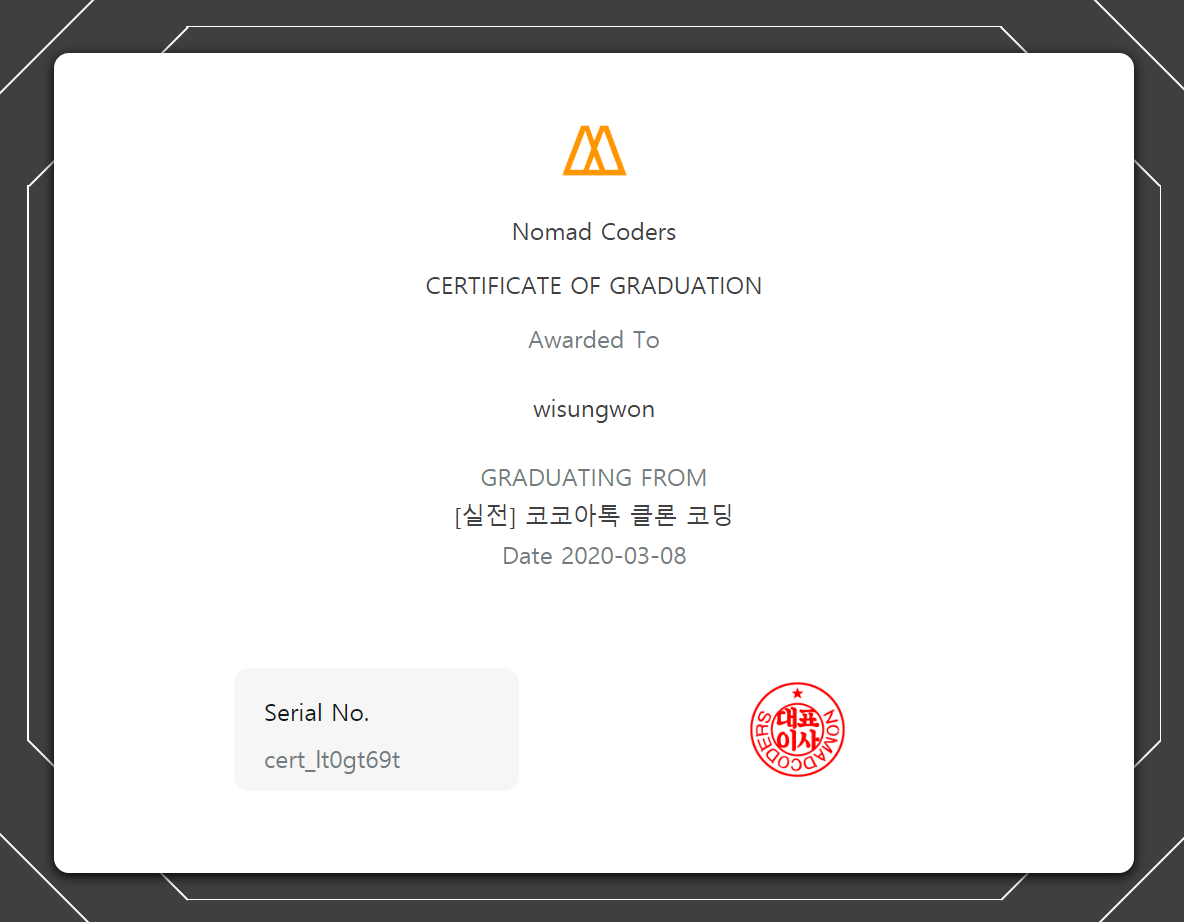 Nomad Coders
CERTIFICATE OF GRADUATION
Awarded To
wisungwon
GRADUATING FROM
[실전] 코코아톡 클론 코딩
Date 2020-03-08
Serial No.
cert_lt0gt69t
대표
이사
NOMADCODERS